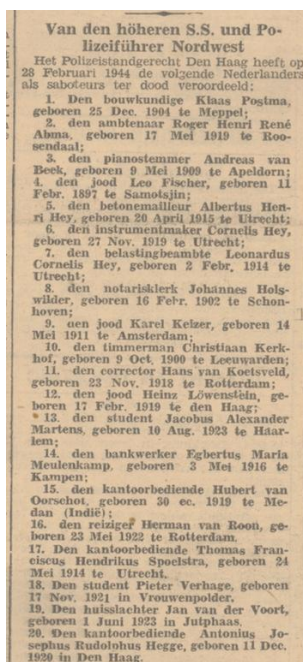 Van den höheren S.S. und Po-
lizeiführer Nordwest
Het Polizeistandgerecht Den Haag heeft op
28 Februari 1944 de volgende Nederlanders
als saboteurs ter dood veroordeeld:
1. Den bouwkundige Klaas Postma,
geboren 25 Dec. 1904 te Meppel;
2. den ambtenaar Roger Henri René
Abma, geboren 17 Mei 1919 te Roo-
sendaal;
3. den pianostemmer Andreas van
Beek, geboren 9 Mei 1909 te Apeldorn;
4. den jood Leo Fischer, geboren 11
Febr. 1897 te Samotsjin;
5. den betonemailleur Albertus Hen-
ri Hey, geboren 20 April 1915 te Utrecht;
6. den instrumentmaker Cornelis Hey,
geboren 27 Nov. 1919 te Utrecht;
7. den belastingbeambte Leonardus
Cornelis Hey, geboren 2 Febr. 1914 te
Utrecht;
8. den notarisklerk Johannes Hols-
wilder, geboren 16 Febr. 1902 te Schon-
hoven;
9. den jood Karel Keizer, geboren 14
Mei 1911 te Amsterdam;
10. den timmerman Christiaan Kerk-
hof, geboren 9 Oct. 1900 te Leeuwarden;
11. den corrector Hans van Koetsveld,
geboren 23 Nov. 1918 te Rotterdam;
12. den jood Heinz Löwenstein, ge-
boren 17 Febr. 1919 te den Haag;
13. den student Jacobus Alexander
Martens, geboren 10 Aug. 1923 te Haar-
lem;
14. den bankwerker Egbertus Maria
Meulenkamp, geboren 3 Mei 1916 te
Kampen;
15. den kantoorbediende Hubert van
Oorschot, geboren 30 ec. 1919 te Me-
dan (Indië);
16. den reiziger Herman van Roon, ge-
boren 23 Mei 1922 te Rotterdam.
17. Den kantoorbediende Thomas Fran-
ciscus Hendrikus Spoelstra, geboren 24
Mei 1914 te Utrecht.
18. Den student Pieter Verhage, geboren
17 Nov. 1921 in Vrouwenpolder.
19. Den huisslachter Jan van der Voort,
geboren 1 Juni 1923 in Jutphaas.
20. Den kantoorbediende Antonius Jo-
sephus Rudolohus Hegge, geboren 11 Dec.
1920 in Den Haag.